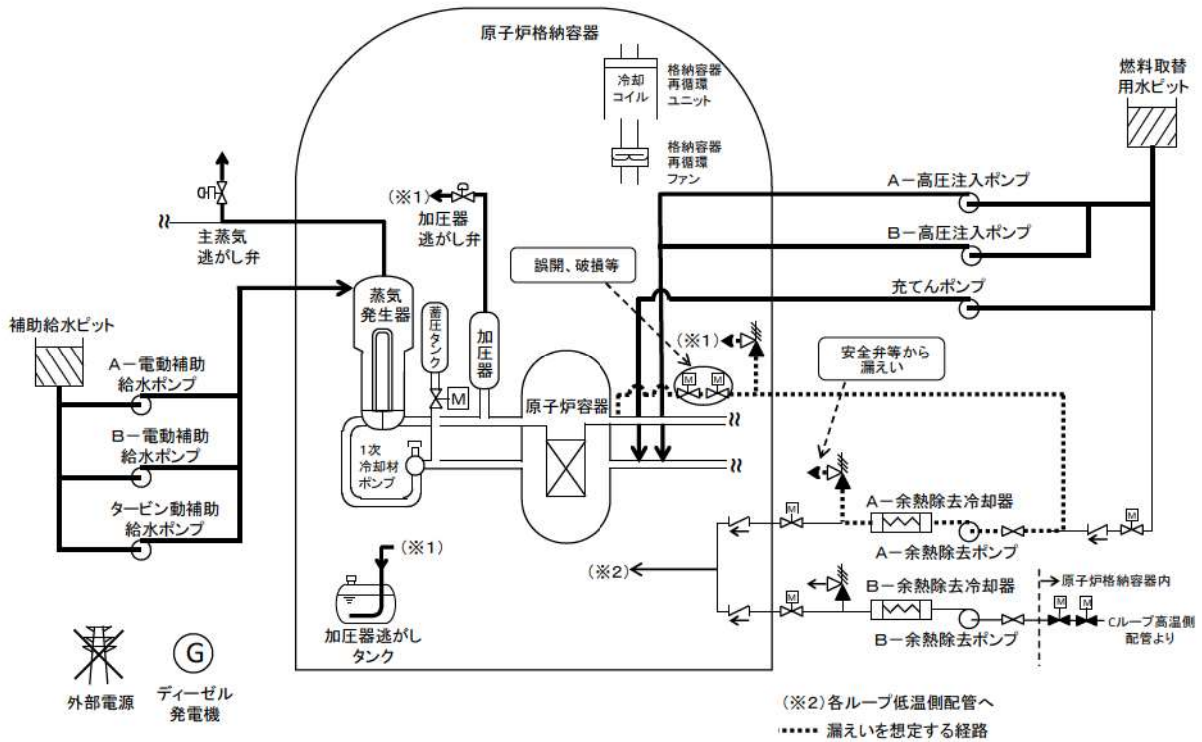 原子炉格納容器
冷却
コイル
格納容器
再循環
ユニット
格納容器
再循環
ファン
燃料取替
用水ピット
(※1)
加圧器
逃がし弁
主蒸気
逃がし弁
A－高圧注入ポンプ
B－高圧注入ポンプ
充てんポンプ
誤開、破損等
(※1)
安全弁等から
漏えい
補助給水ピット
A－電動補助
給水ポンプ
B－電動補助
給水ポンプ
タービン動補助
給水ポンプ
蒸気
発生器
蓄圧タンク
加圧器
M
M
M
原子炉容器
1次
冷却材
ポンプ
(※1)
加圧器逃がし
タンク
M
A－余熱除去冷却器
M
A－余熱除去ポンプ
(※2)
M
B－余熱除去冷却器
B－余熱除去ポンプ
原子炉格納容器内
M
M
Cループ高温側
配管より
外部電源
G
ディーゼル
発電機
(※2)各ループ低温側配管へ
漏えいを想定する経路